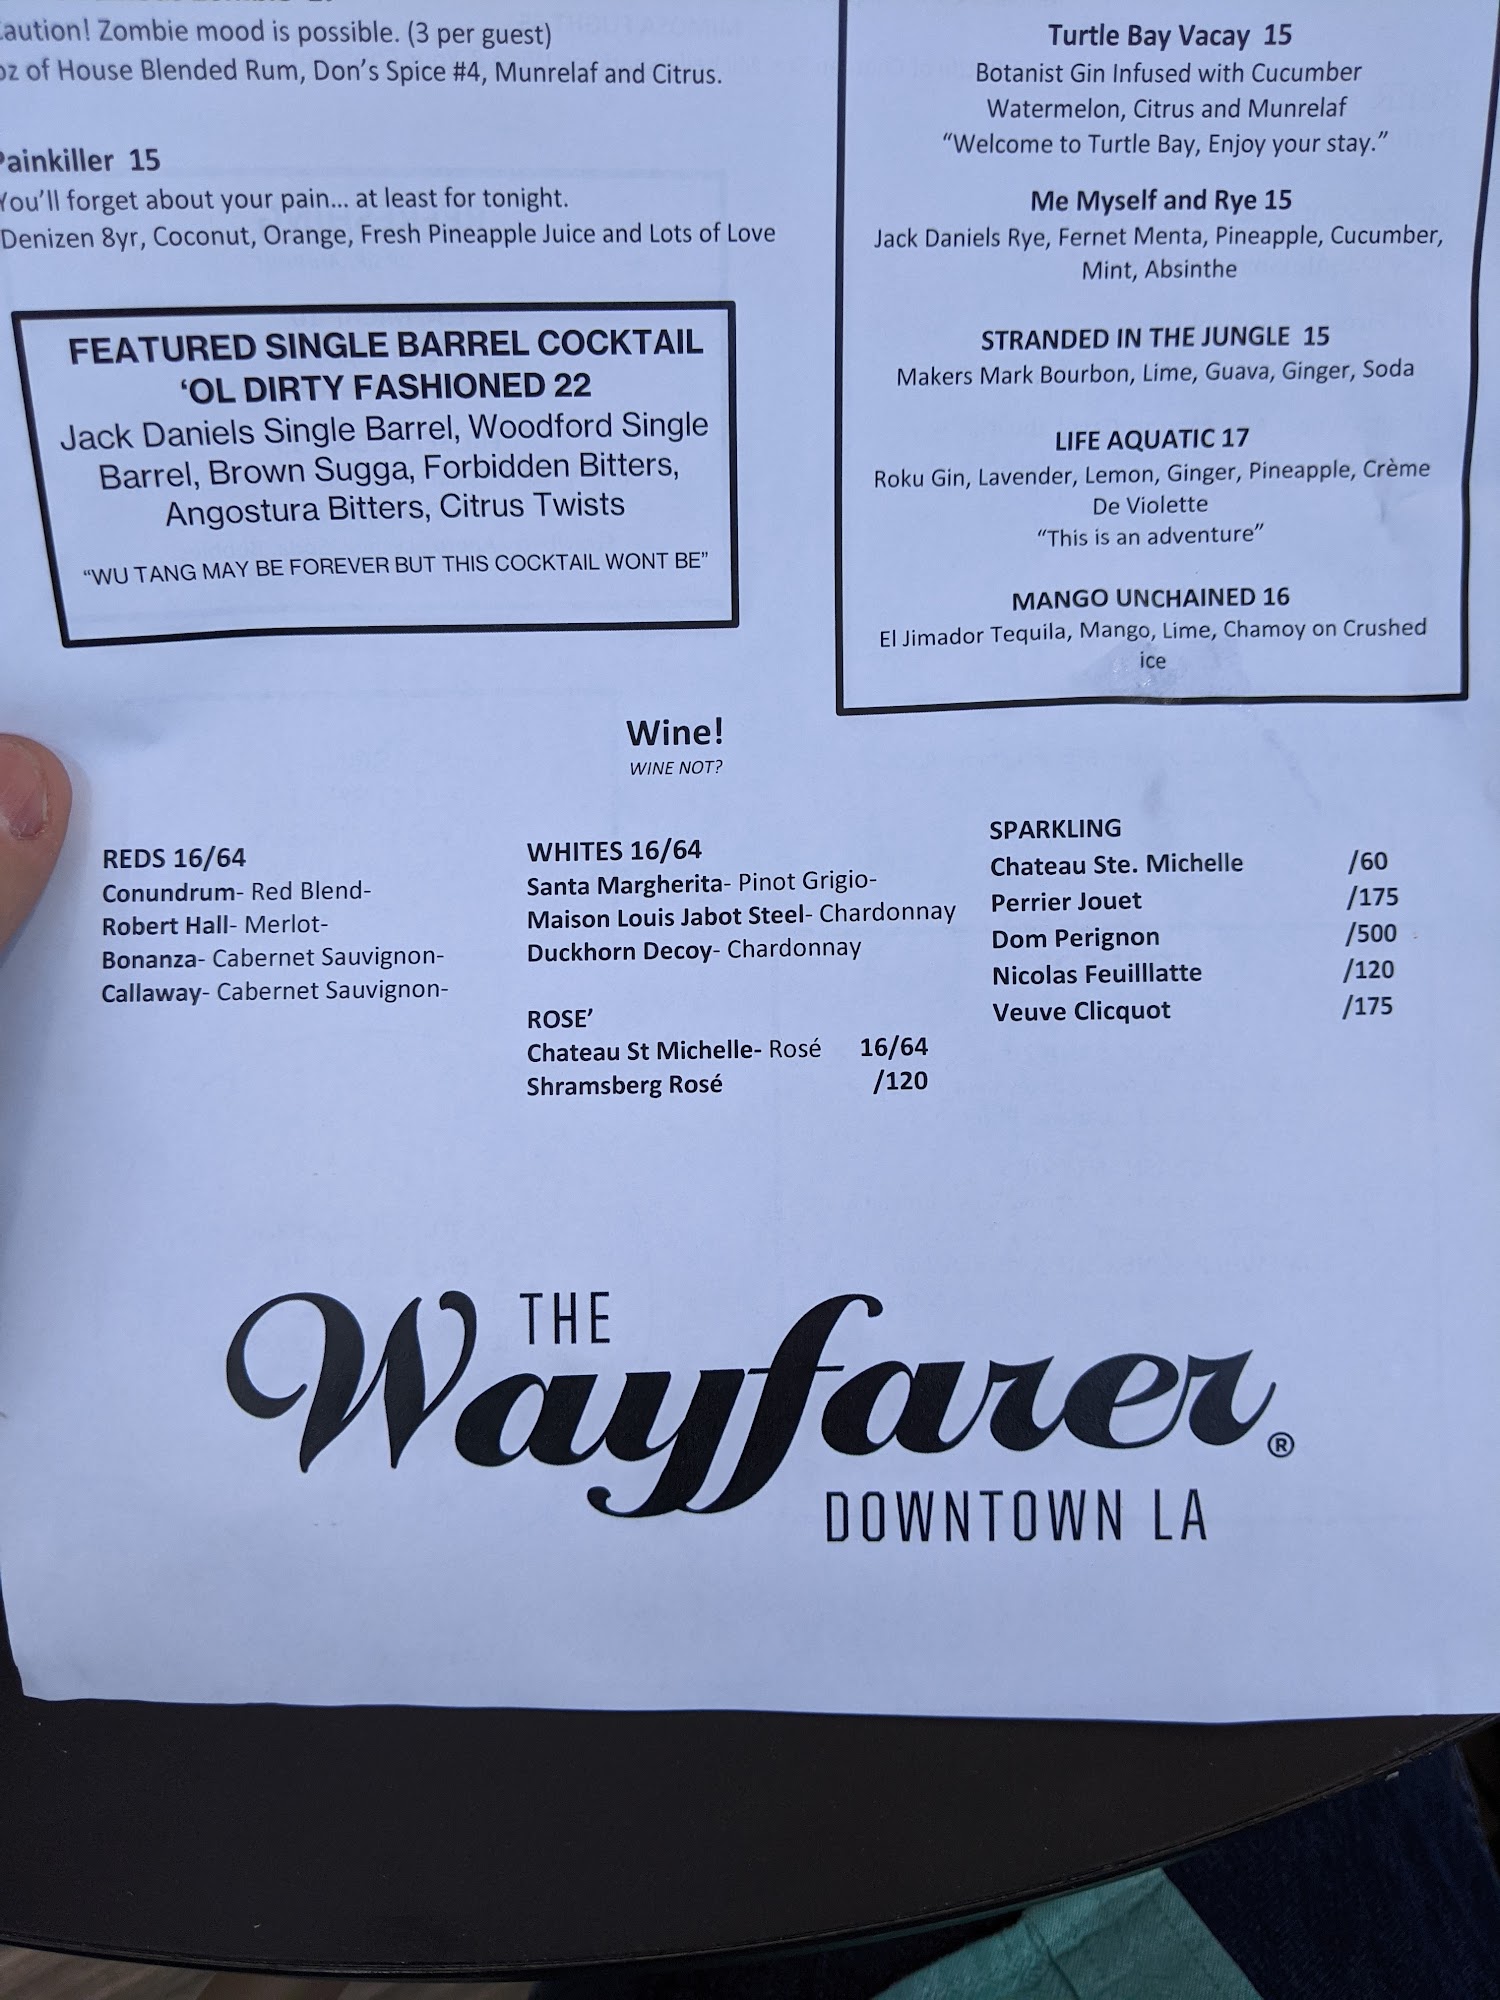 Zombie mood is possible. (3 per guest)
of House Blended Rum, Don's Spice #4, Munrelaf and Citrus.
Painkiller 15
You'll forget about your pain... at least for tonight.
Denizen 8yr, Coconut, Orange, Fresh Pineapple Juice and Lots of Love
FEATURED SINGLE BARREL COCKTAIL
‘OL DIRTY FASHIONED 22
Jack Daniels Single Barrel, Woodford Single
Barrel, Brown Sugga, Forbidden Bitters,
Angostura Bitters, Citrus Twists
“WU TANG MAY BE FOREVER BUT THIS COCKTAIL WONT BE”
Turtle Bay Vacay 15
Botanist Gin Infused with Cucumber
Watermelon, Citrus and Munrelaf
“Welcome to Turtle Bay, Enjoy your stay.”
Me Myself and Rye 15
Jack Daniels Rye, Fernet Menta, Pineapple, Cucumber,
Mint, Absinthe
STRANDED IN THE JUNGLE 15
Makers Mark Bourbon, Lime, Guava, Ginger, Soda
LIFE AQUATIC 17
Roku Gin, Lavender, Lemon, Ginger, Pineapple, Crème
De Violette
“This is an adventure”
MANGO UNCHAINED 16
El Jimador Tequila, Mango, Lime, Chamoy on Crushed
ice
Wine!
WINE NOT?
REDS 16/64
Conundrum- Red Blend-
Robert Hall- Merlot-
Bonanza- Cabernet Sauvignon-
Callaway- Cabernet Sauvignon-
WHITES 16/64
Santa Margherita- Pinot Grigio-
Maison Louis Jabot Steel- Chardonnay
Duckhorn Decoy- Chardonnay
ROSE’
Chateau St Michelle- Rosé 16/64
Shramsberg Rosé /120
SPARKLING
Chateau Ste. Michelle /60
Perrier Jouet /175
Dom Perignon /500
Nicolas Feuilllatte /120
Veuve Clicquot /175
THE
Wayfarer®
DOWNTOWN LA